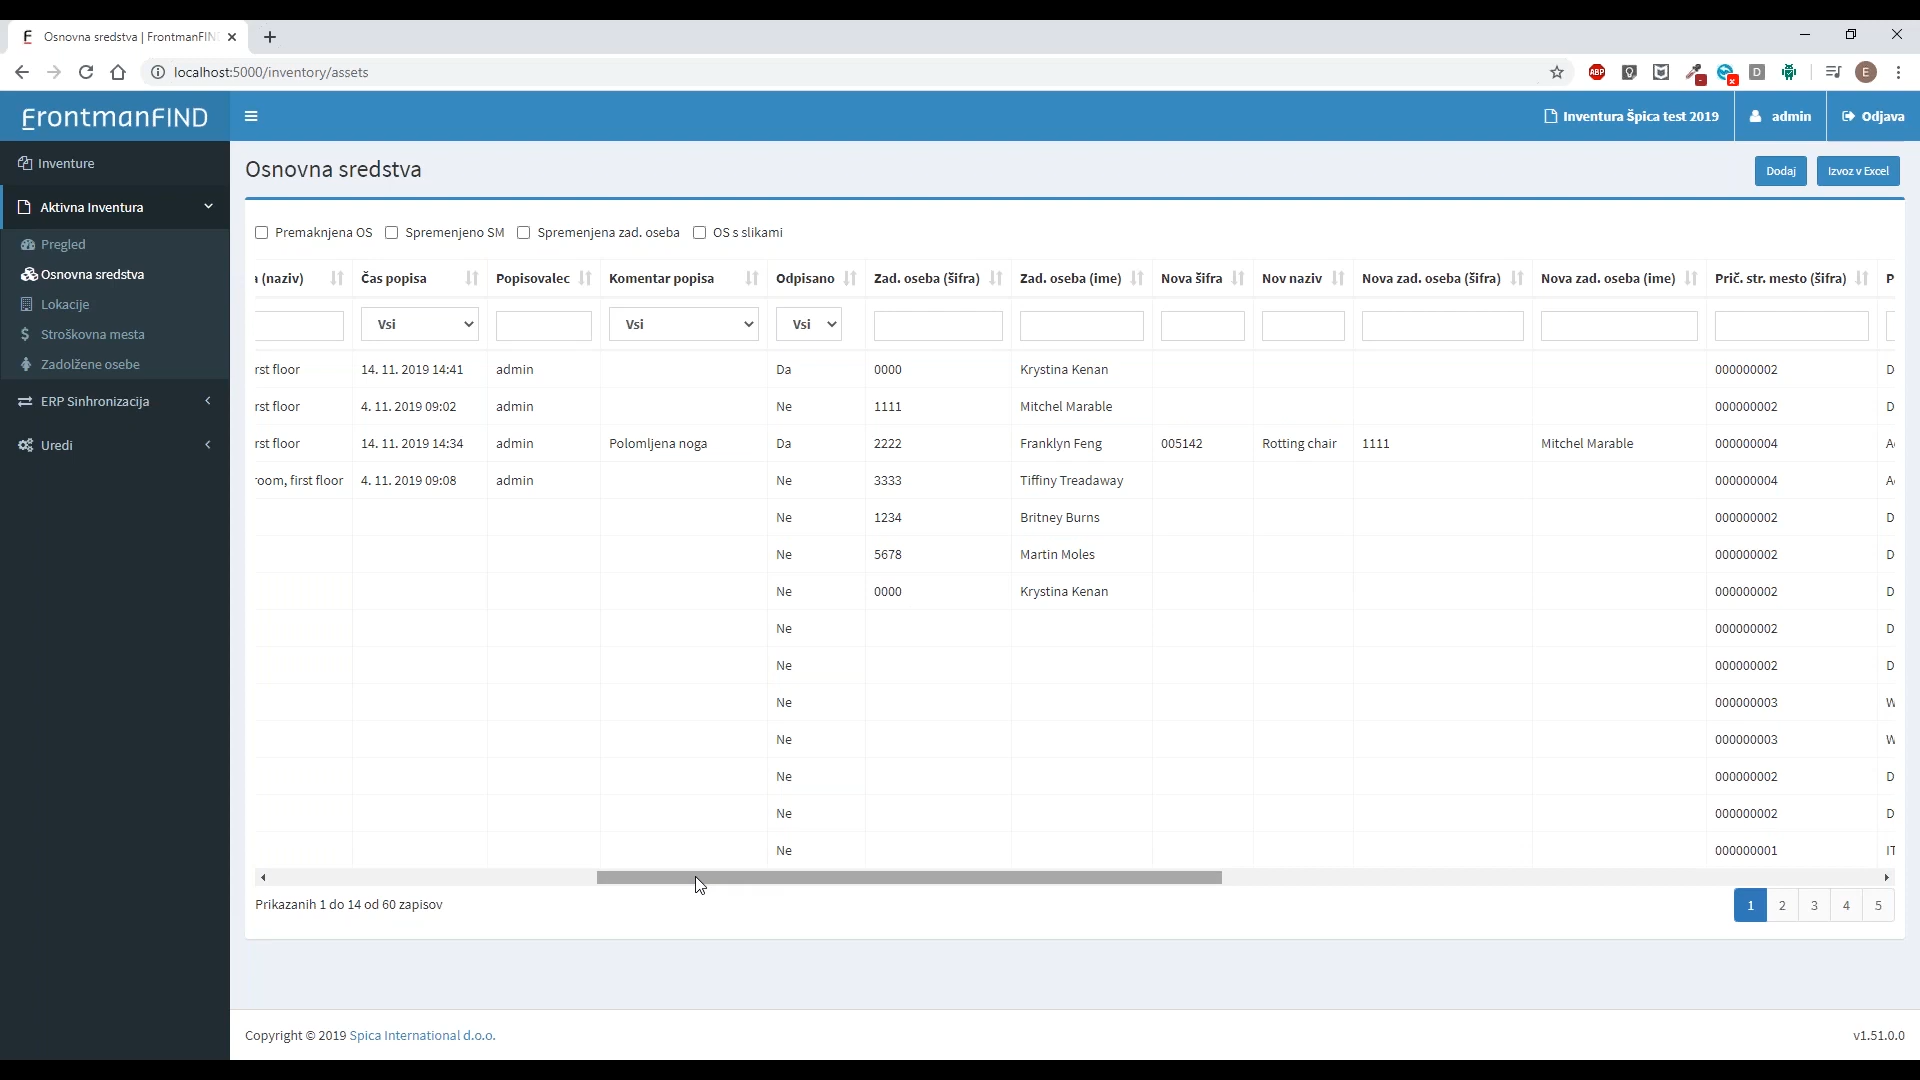 Osnovna sredstva | FrontmanFIN
localhost:5000/inventory/assets
FrontmanFIND
Inventura Špica test 2019
admin
Odjava
Inventure
Aktivna Inventura
Pregled
Osnovna sredstva
Lokacije
Stroškovna mesta
Zadolžene osebe
ERP Sinhronizacija
Uredi
Osnovna sredstva
Dodaj
Izvoz v Excel
Premaknjena OS Spremenjeno SM Spremenjena zad. oseba OS s slikami
(naziv) Čas popisa Popisovalec Komentar popisa Odpisano Zad. oseba (šifra) Zad. oseba (ime) Nova šifra Nov naziv Nova zad. oseba (šifra) Nova zad. oseba (ime) Prič. str. mesto (šifra) P
Vsi Vsi Vsi
rst floor 14. 11. 2019 14:41 admin Da 0000 Krystina Kenan 000000002 D
rst floor 4. 11. 2019 09:02 admin Ne 1111 Mitchel Marable 000000002 D
rst floor 14. 11. 2019 14:34 admin Polomljena noga Da 2222 Franklyn Feng 005142 Rotting chair 1111 Mitchel Marable 000000004 A
oom, first floor 4. 11. 2019 09:08 admin Ne 3333 Tiffiny Treadaway 000000004 A
Ne 1234 Britney Burns 000000002 D
Ne 5678 Martin Moles 000000002 D
Ne 0000 Krystina Kenan 000000002 D
Ne 000000002 D
Ne 000000002 D
Ne 000000003 W
Ne 000000003 W
Ne 000000002 D
Ne 000000002 D
Ne 000000001 IT
Prikazanih 1 do 14 od 60 zapisov
1 2 3 4 5
Copyright © 2019 Spica International d.o.o.
v1.51.0.0